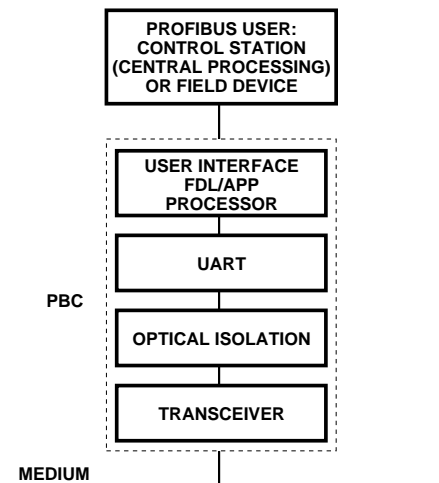 PROFIBUS USER:
CONTROL STATION
(CENTRAL PROCESSING)
OR FIELD DEVICE
USER INTERFACE
FDL/APP
PROCESSOR
UART
PBC
OPTICAL ISOLATION
TRANSCEIVER
MEDIUM